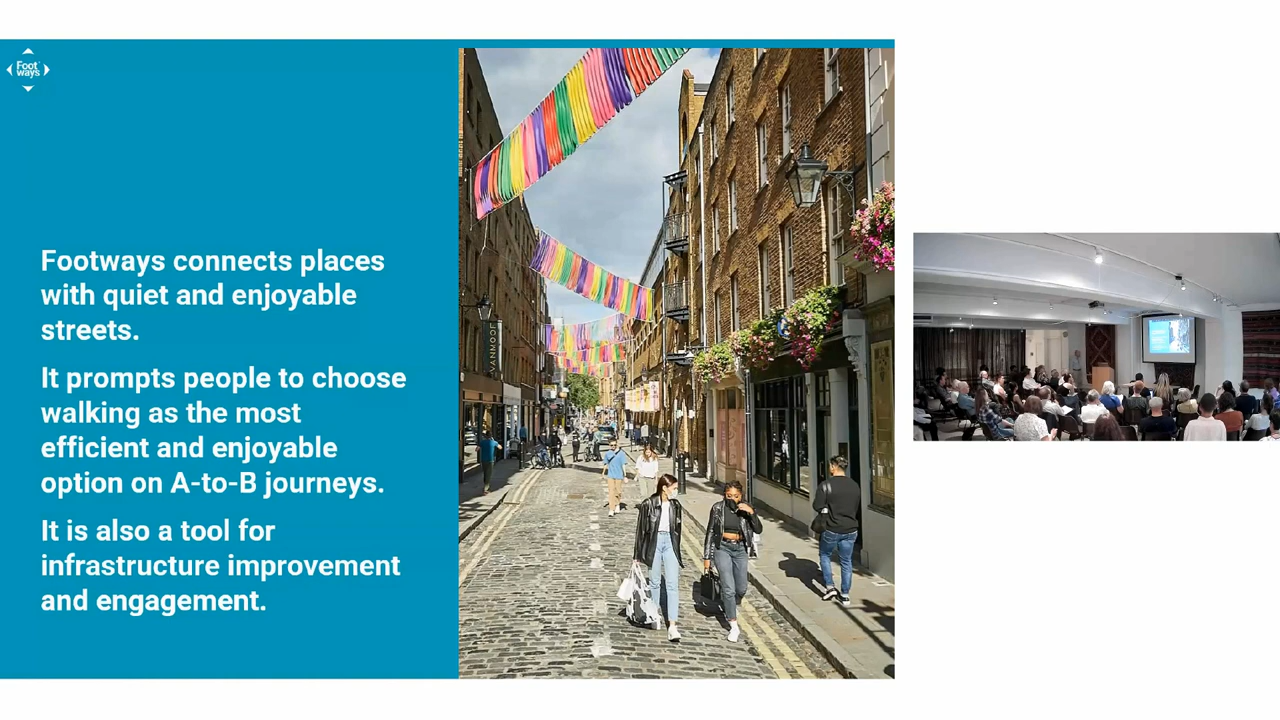 Foot
ways
Footways connects places
with quiet and enjoyable
streets.
It prompts people to choose
walking as the most
efficient and enjoyable
option on A-to-B journeys.
It is also a tool for
infrastructure improvement
and engagement.
VANMOOF